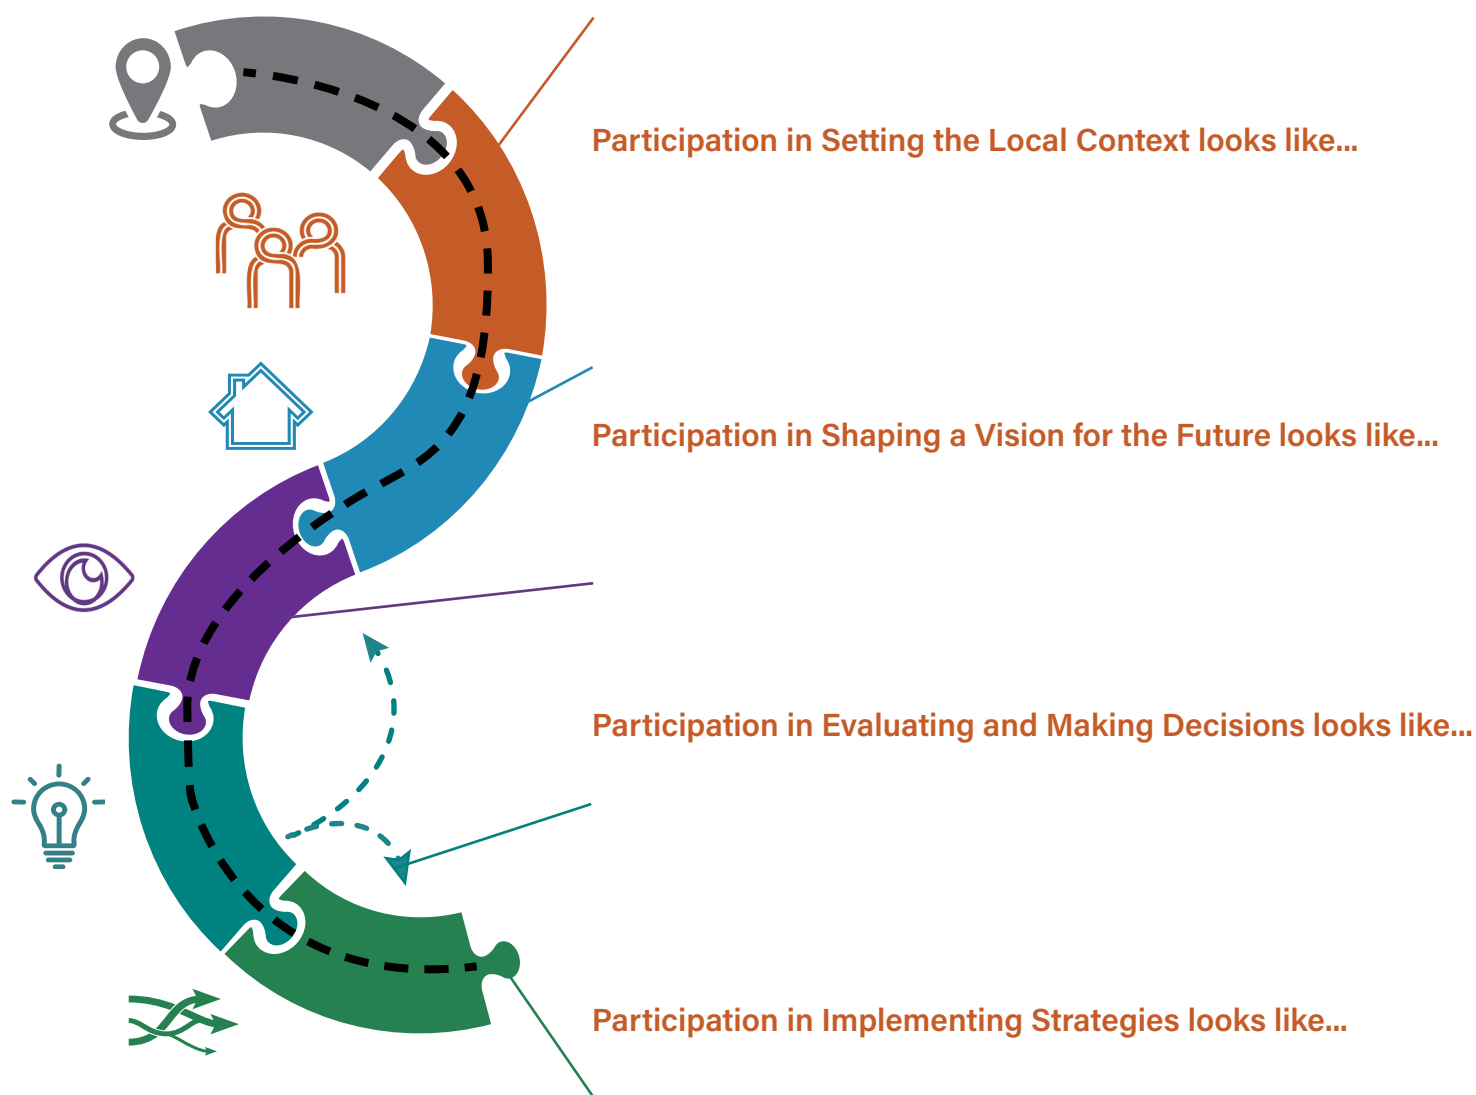 Participation in Setting the Local Context looks like...
Participation in Shaping a Vision for the Future looks like...
Participation in Evaluating and Making Decisions looks like...
Participation in Implementing Strategies looks like...